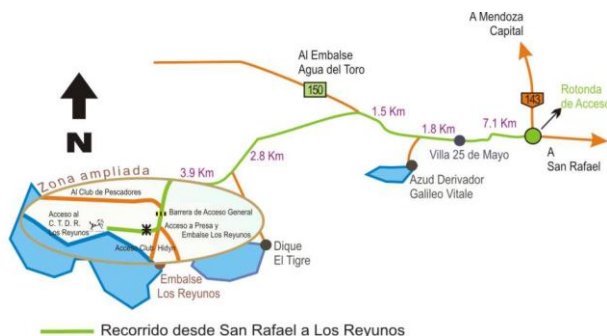 A Mendoza
Capital
Al Embalse
Agua del Toro
150
143
Rotonda
de Acceso
1.5 Km
7.1 Km
1.8 Km
N
2.8 Km
Villa 25 de Mayo
A
San Rafael
3.9 Km
Zona ampliada
Azud Derivador
Galileo Vitale
Al Club de Pescadores
Barrera de Acceso General
Acceso al
C. T. D. R.
Los Reyunos
Acceso a Presa y
Embalse Los Reyunos
Acceso Club Hidye
Dique
El Tigre
Embalse
Los Reyunos
Recorrido desde San Rafael a Los Reyunos